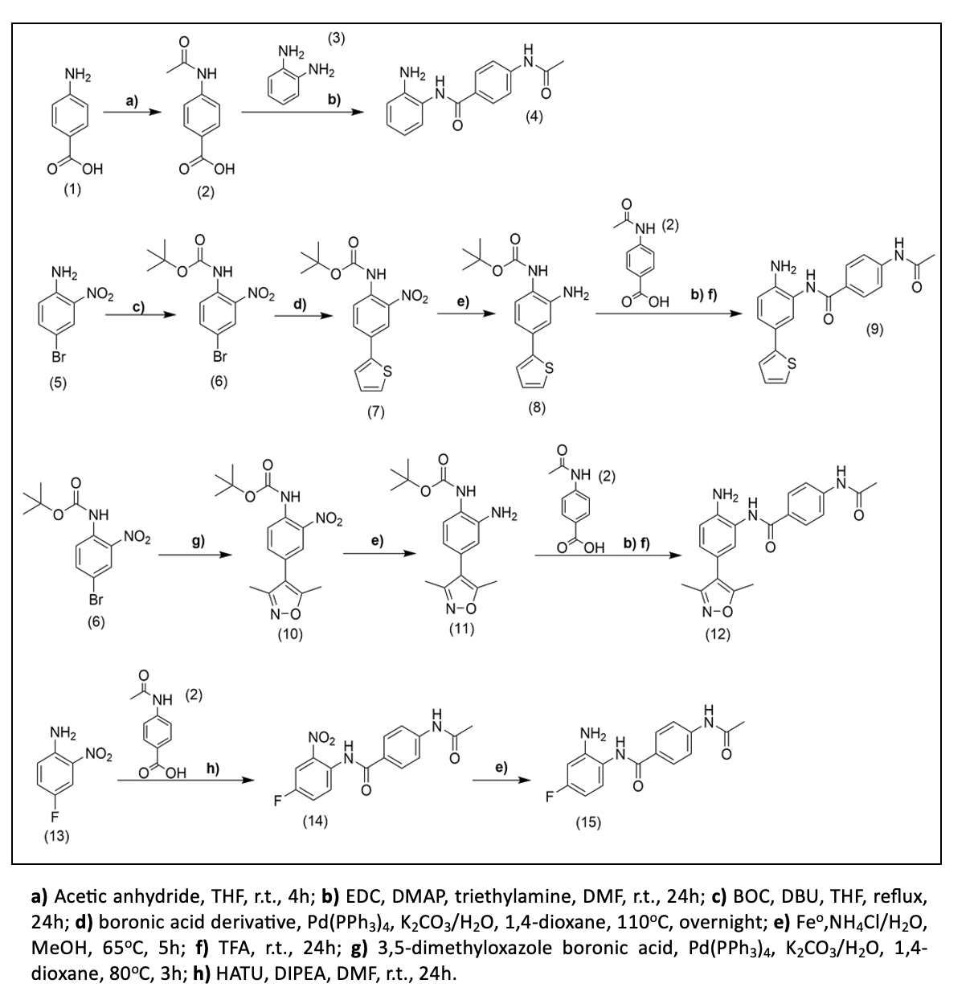 NH2
a)
O
OH
(1)
O
NH
O
OH
(2)
(3)
NH2
NH2
b)
NH2
H
N
O
H
N
O
(4)
NH2
NO2
Br
(5)
c)
O
O
NH
NO2
Br
(6)
d)
O
O
NH
NO2
S
(7)
e)
O
O
NH
NH2
S
(8)
O
NH (2)
O
OH
b) f)
NH2
H
N
O
H
N
O
S
(9)
O
O
NH
NO2
Br
(6)
g)
O
O
NH
NO2
N-O
(10)
e)
O
O
NH
NH2
N-O
(11)
O
NH (2)
O
OH
b) f)
NH2
H
N
O
H
N
O
N-O
(12)
NH2
NO2
F
(13)
O
NH (2)
O
OH
h)
NO2
H
N
O
H
N
O
F
(14)
e)
NH2
H
N
O
H
N
O
F
(15)
a) Acetic anhydride, THF, r.t., 4h; b) EDC, DMAP, triethylamine, DMF, r.t., 24h; c) BOC, DBU, THF, reflux,
24h; d) boronic acid derivative, Pd(PPh3)4, K2CO3/H2O, 1,4-dioxane, 110ºC, overnight; e) Feº,NH4Cl/H2O,
MeOH, 65ºC, 5h; f) TFA, r.t., 24h; g) 3,5-dimethyloxazole boronic acid, Pd(PPh3)4, K2CO3/H2O, 1,4-
dioxane, 80ºC, 3h; h) HATU, DIPEA, DMF, r.t., 24h.